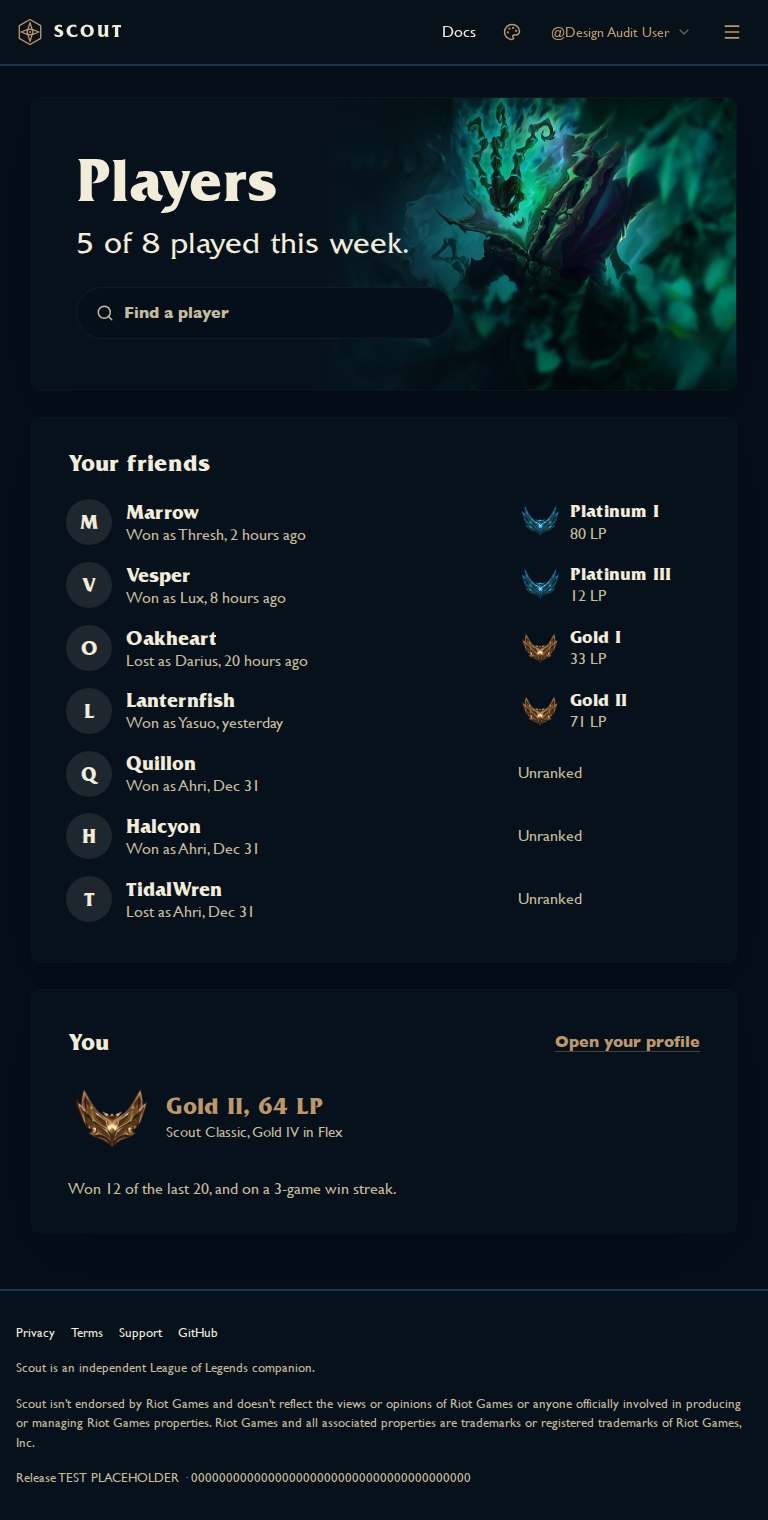 SCOUT
Docs
@Design Audit User
Players
5 of 8 played this week.
Find a player
Your friends
M
Marrow
Won as Thresh, 2 hours ago
Platinum I
80 LP
V
Vesper
Won as Lux, 8 hours ago
Platinum III
12 LP
O
Oakheart
Lost as Darius, 20 hours ago
Gold I
33 LP
L
Lanternfish
Won as Yasuo, yesterday
Gold II
71 LP
Q
Quillon
Won as Ahri, Dec 31
Unranked
H
Halcyon
Won as Ahri, Dec 31
Unranked
T
TidalWren
Lost as Ahri, Dec 31
Unranked
You
Open your profile
Gold II, 64 LP
Scout Classic, Gold IV in Flex
Won 12 of the last 20, and on a 3-game win streak.
Privacy Terms Support GitHub
Scout is an independent League of Legends companion.
Scout isn't endorsed by Riot Games and doesn't reflect the views or opinions of Riot Games or anyone officially involved in producing
or managing Riot Games properties. Riot Games and all associated properties are trademarks or registered trademarks of Riot Games,
Inc.
Release TEST PLACEHOLDER · 0000000000000000000000000000000000000000